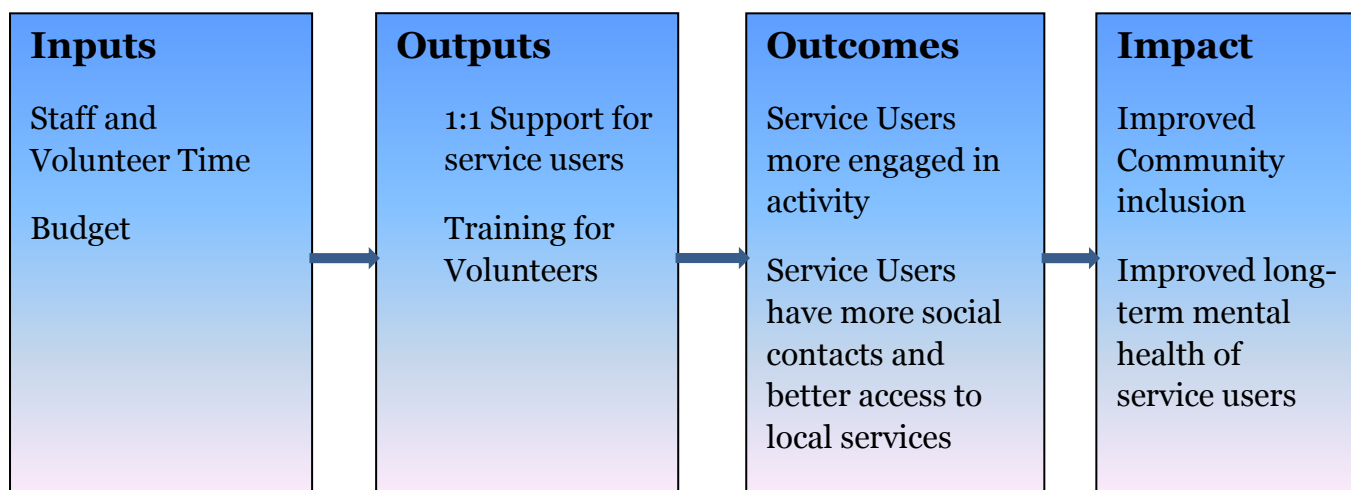 Inputs
Staff and
Volunteer Time
Budget
Outputs
1:1 Support for
service users
Training for
Volunteers
Outcomes
Service Users
more engaged in
activity
Service Users
have more social
contacts and
better access to
local services
Impact
Improved
Community
inclusion
Improved long-
term mental
health of
service users